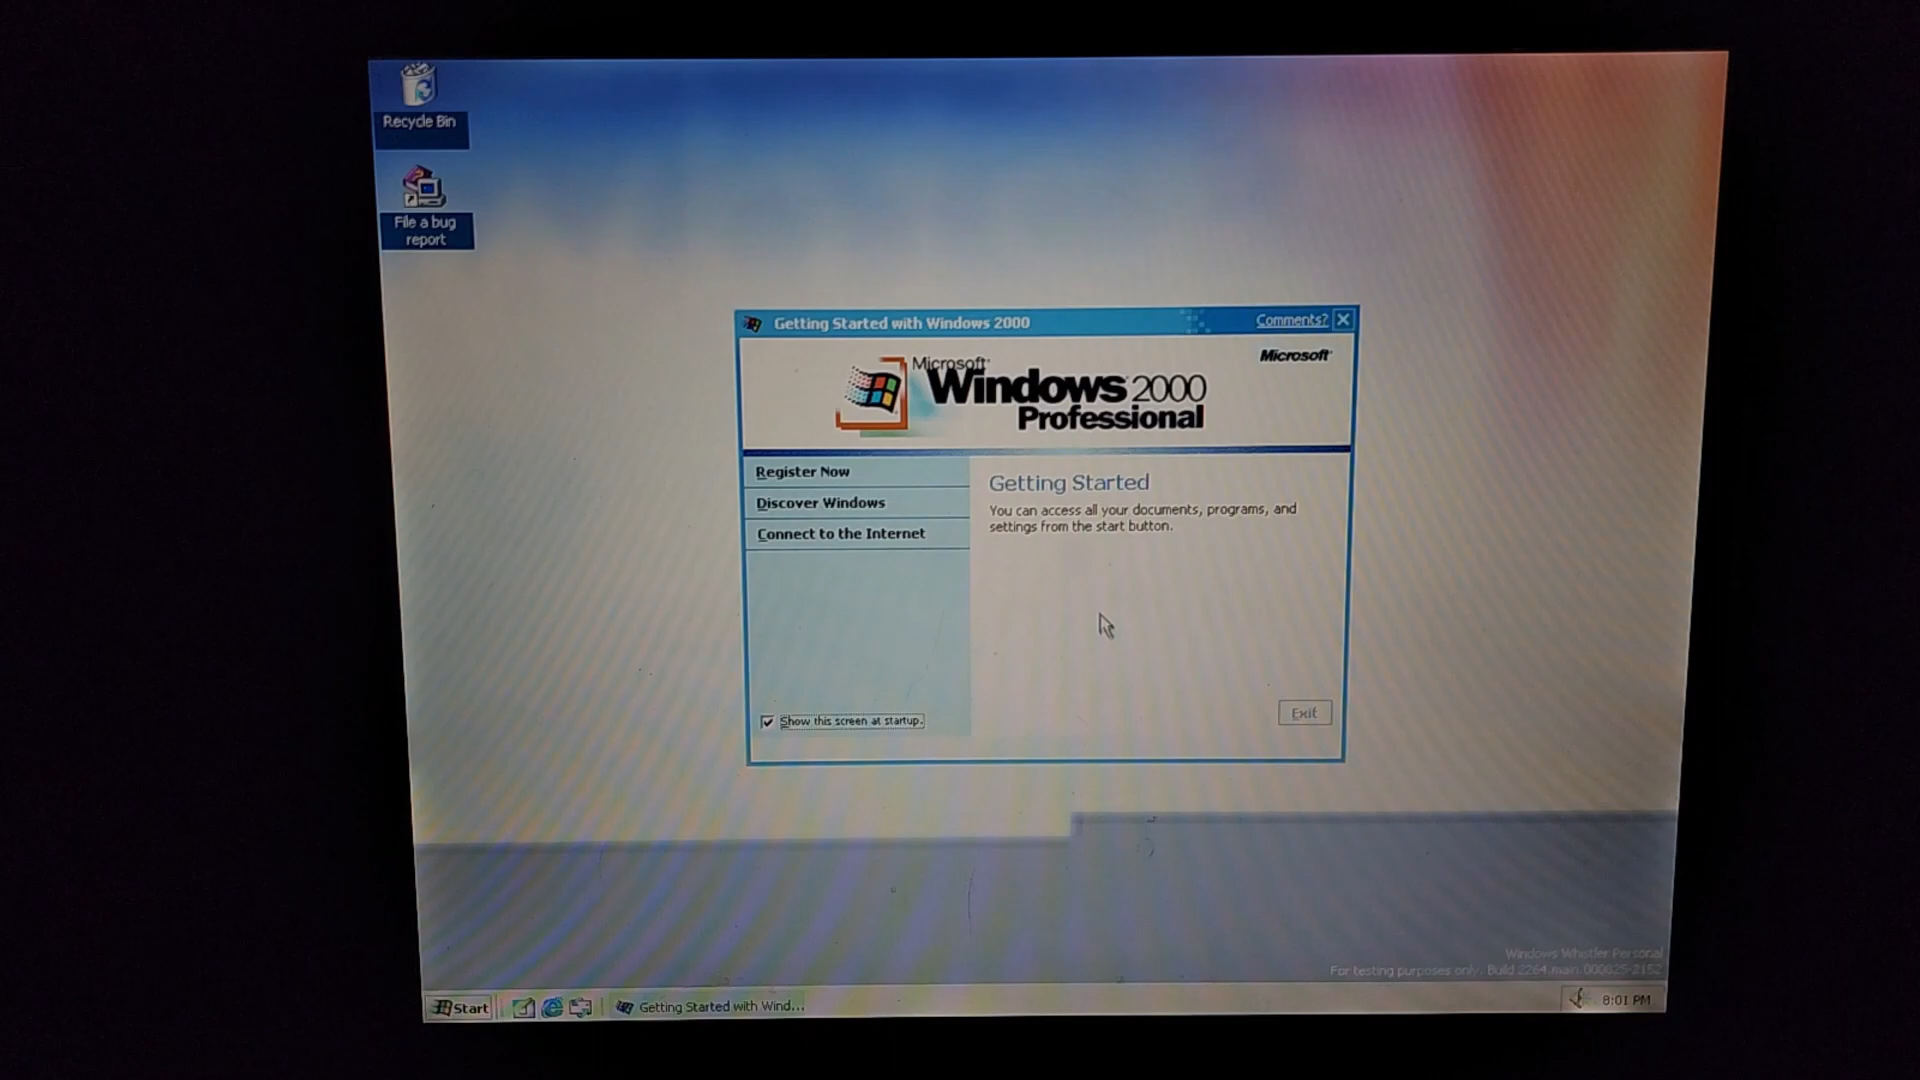 Recycle Bin
File a bug
report
Getting Started with Windows 2000
Comments?
Microsoft
Microsoft
Windows 2000
Professional
Register Now
Discover Windows
Connect to the Internet
Getting Started
You can access all your documents, programs, and
settings from the start button.
Show this screen at startup.
Exit
Windows Whistler Personal
For testing purposes only. Build 2264.main.000825-2152
Start
Getting Started with Wind...
8:01 PM